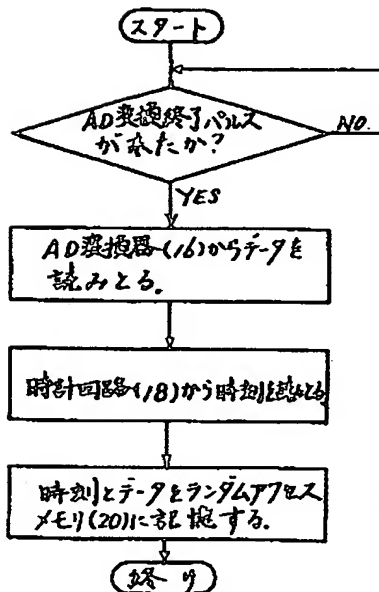 スタート
AD変換終了パルス
が来たか?
NO.
YES
AD変換器(16)からデータを
読みとる。
時計回路(18)から時刻を読みとる
時刻とデータをランダムアクセス
メモリ(20)に記憶する。
終り